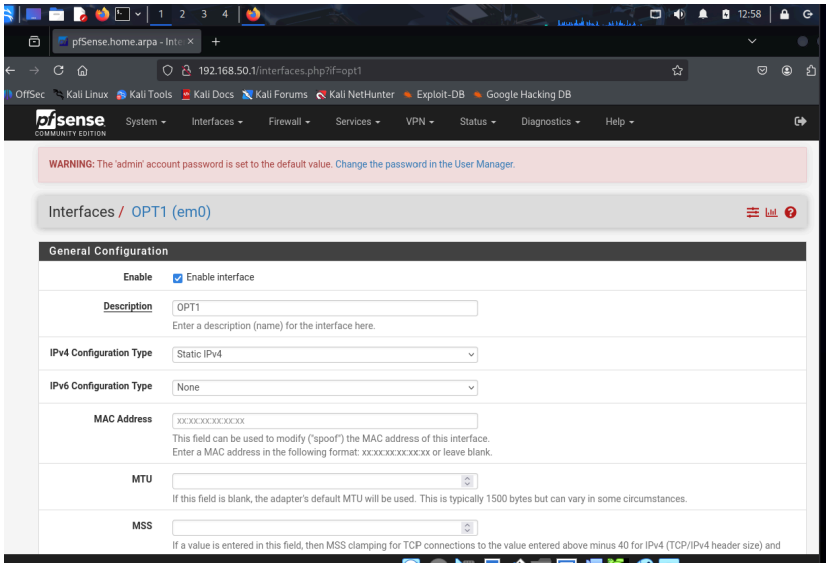 1 2 3 4 12:58
pfSense.home.arpa - Inte
192.168.50.1/interfaces.php?if=opt1
OffSec Kali Linux Kali Tools Kali Docs Kali Forums Kali NetHunter Exploit-DB Google Hacking DB
pfsense System Interfaces Firewall Services VPN Status Diagnostics Help
COMMUNITY EDITION
WARNING: The 'admin' account password is set to the default value. Change the password in the User Manager.
Interfaces / OPT1 (em0)
General Configuration
Enable Enable interface
Description OPT1
Enter a description (name) for the interface here.
IPv4 Configuration Type Static IPv4
IPv6 Configuration Type None
MAC Address xx:xx:xx:xx:xx:xx
This field can be used to modify ("spoof") the MAC address of this interface.
Enter a MAC address in the following format: xx:xx:xx:xx:xx:xx or leave blank.
MTU
If this field is blank, the adapter's default MTU will be used. This is typically 1500 bytes but can vary in some circumstances.
MSS
If a value is entered in this field, then MSS clamping for TCP connections to the value entered above minus 40 for IPv4 (TCP/IPv4 header size) and